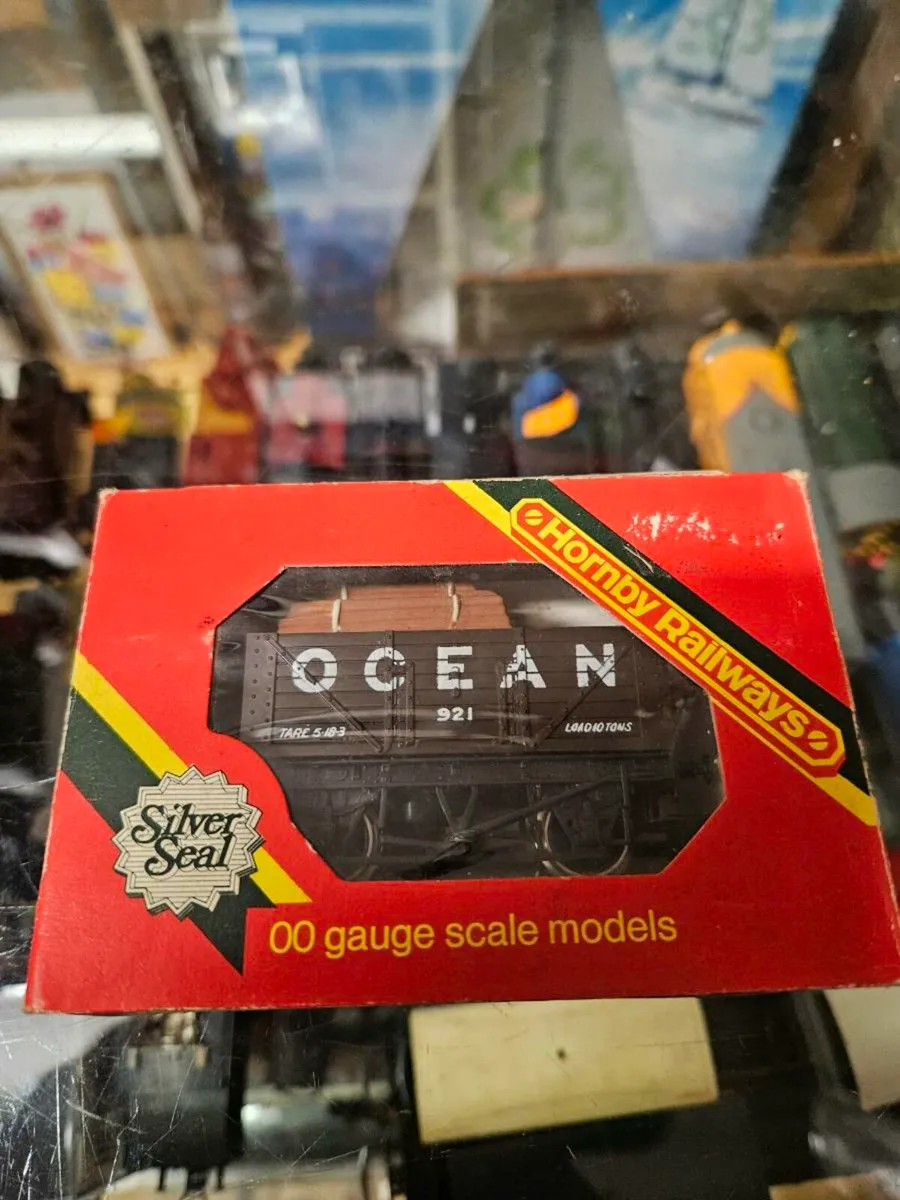 Hornby Railways
OCEAN
921
TARE 5-18-3
LOAD 10 TONS
Silver
Seal
00 gauge scale models